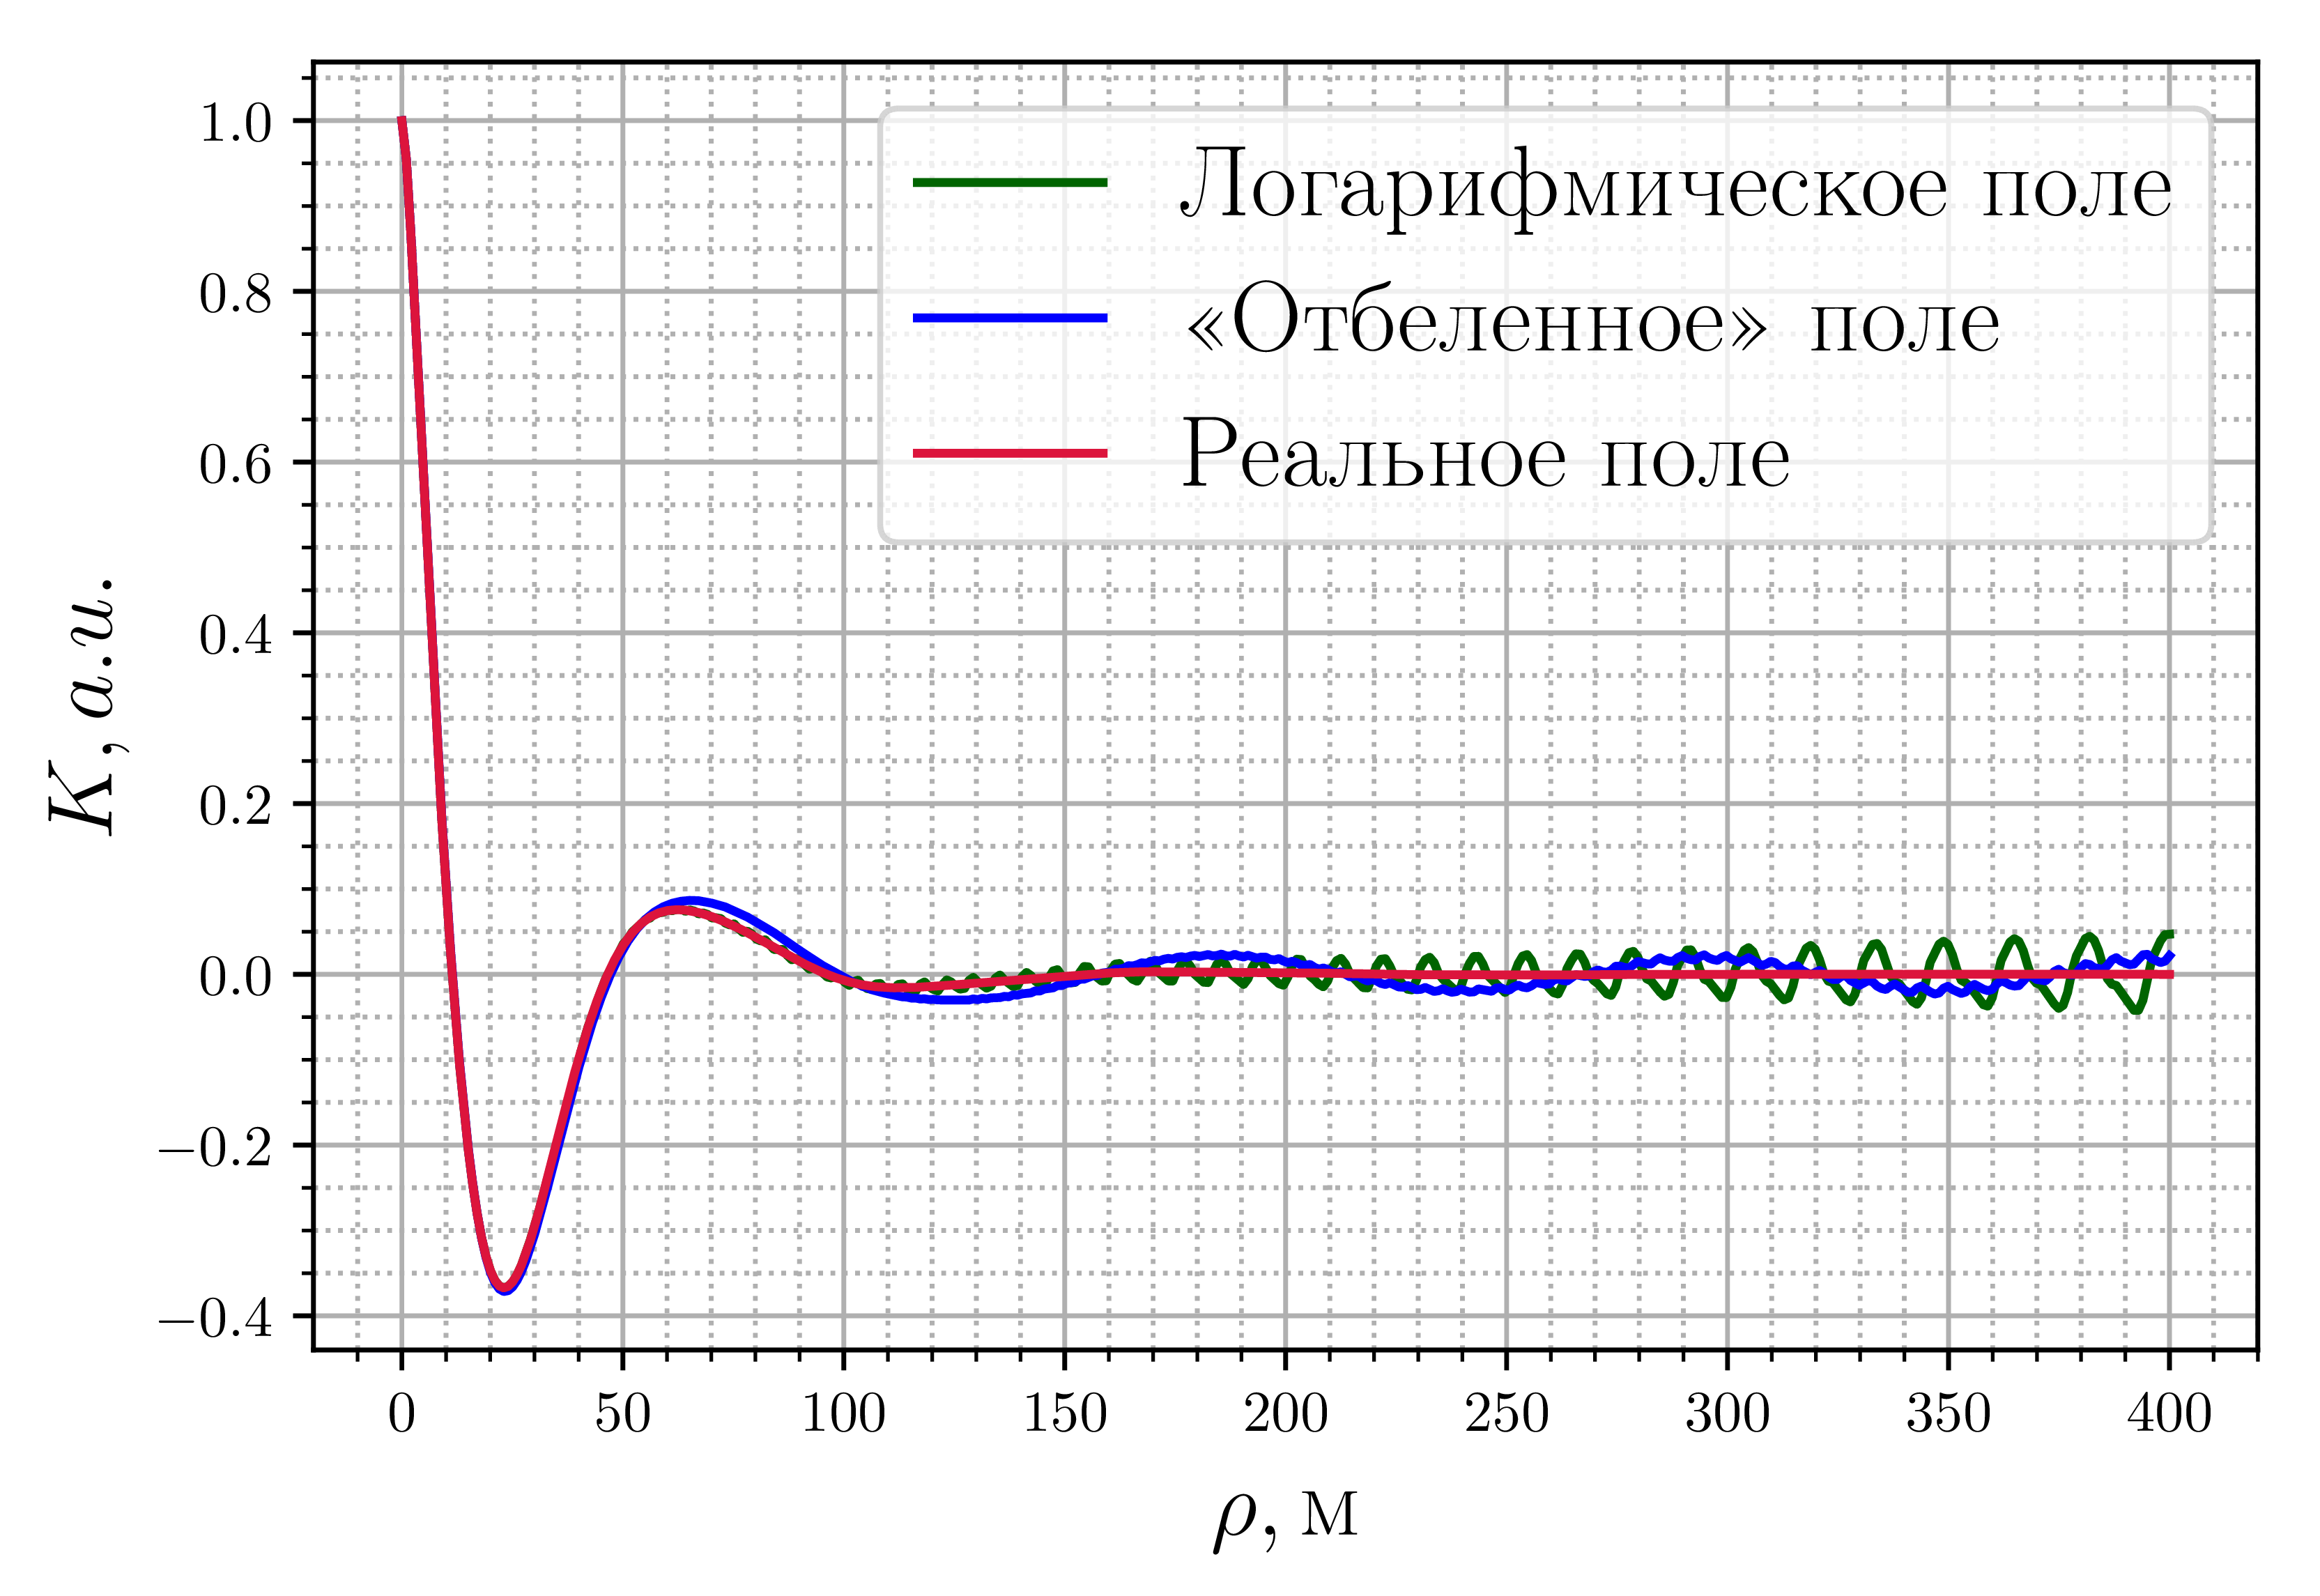 1.0
0.8
0.6
0.4
0.2
0.0
−0.2
−0.4
K, a.u.
Логарифмическое поле
«Отбеленное» поле
Реальное поле
0 50 100 150 200 250 300 350 400
ρ, м